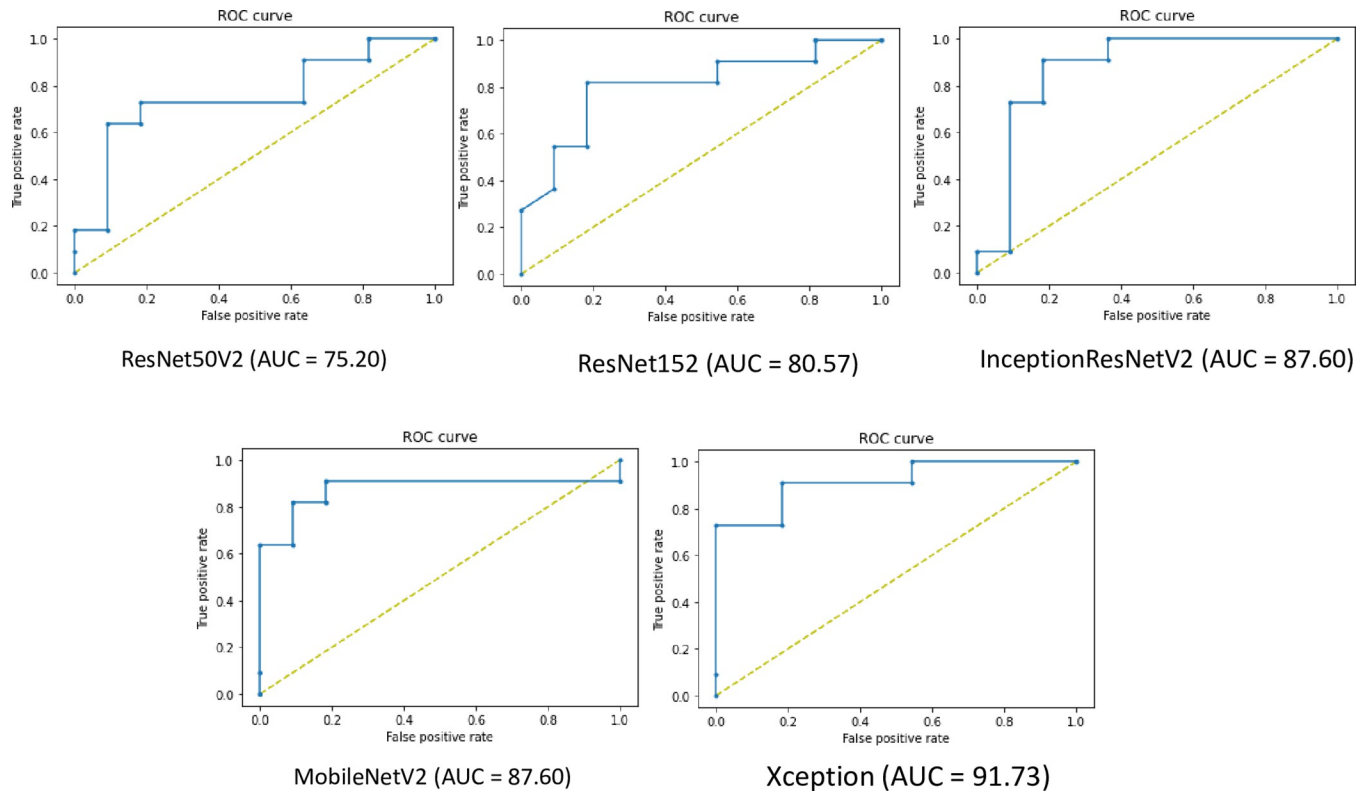 ROC curve
1.0
0.8
0.6
0.4
0.2
0.0
True positive rate
0.0 0.2 0.4 0.6 0.8 1.0
False positive rate
ResNet50V2 (AUC = 75.20)
ROC curve
1.0
0.8
0.6
0.4
0.2
0.0
True positive rate
0.0 0.2 0.4 0.6 0.8 1.0
False positive rate
ResNet152 (AUC = 80.57)
ROC curve
1.0
0.8
0.6
0.4
0.2
0.0
True positive rate
0.0 0.2 0.4 0.6 0.8 1.0
False positive rate
InceptionResNetV2 (AUC = 87.60)
ROC curve
1.0
0.8
0.6
0.4
0.2
0.0
True positive rate
0.0 0.2 0.4 0.6 0.8 1.0
False positive rate
MobileNetV2 (AUC = 87.60)
ROC curve
1.0
0.8
0.6
0.4
0.2
0.0
True positive rate
0.0 0.2 0.4 0.6 0.8 1.0
False positive rate
Xception (AUC = 91.73)